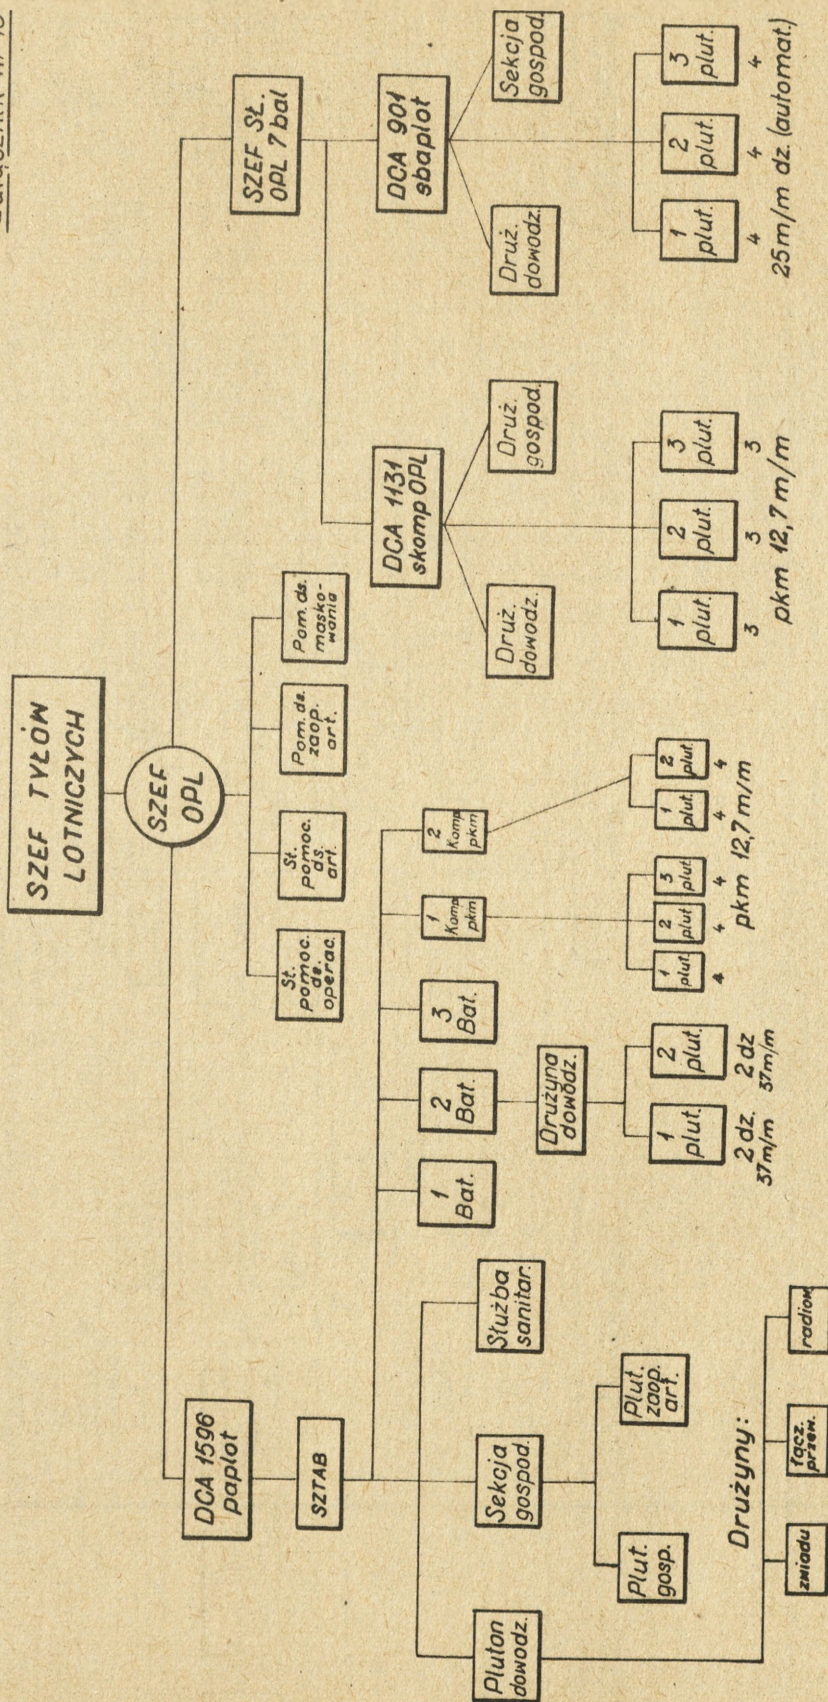 SZEF TYŁÓW
LOTNICZYCH
SZEF
OPL
St.
pomoc.
ds.
operac.
St.
pomoc.
ds.
art.
Pom. ds.
zaop.
art.
Pom. ds.
masko-
wania
DCA 1596
paplot
SZTAB
Pluton
dowodz.
Sekcja
gospod.
Służba
sanitar.
Plut.
gosp.
Plut.
zaop.
art.
Drużyny:
zwiadu
łącz.
przew.
radiow
1
Bat.
2
Bat.
3
Bat.
1
Komp
pkm
2
Komp
pkm
Drużyna
dowódz.
1
plut.
2
plut.
2 dz.
37 m/m
2 dz
37 m/m
1
plut.
2
plut
3
plut
1
plut.
2
plut.
4
4
4
4
4
pkm 12,7 m/m
SZEF SŁ.
OPL 7 bal
DCA 1131
skomp OPL
Druż.
dowodz.
Druż.
gospod.
1
plut.
2
plut.
3
plut.
3
3
3
pkm 12,7 m/m
DCA 901
sbaplot
Druż.
dowodz.
Sekcja
gospod.
1
plut.
2
plut.
3
plut.
4
4
4
25 m/m dz. (automat.)